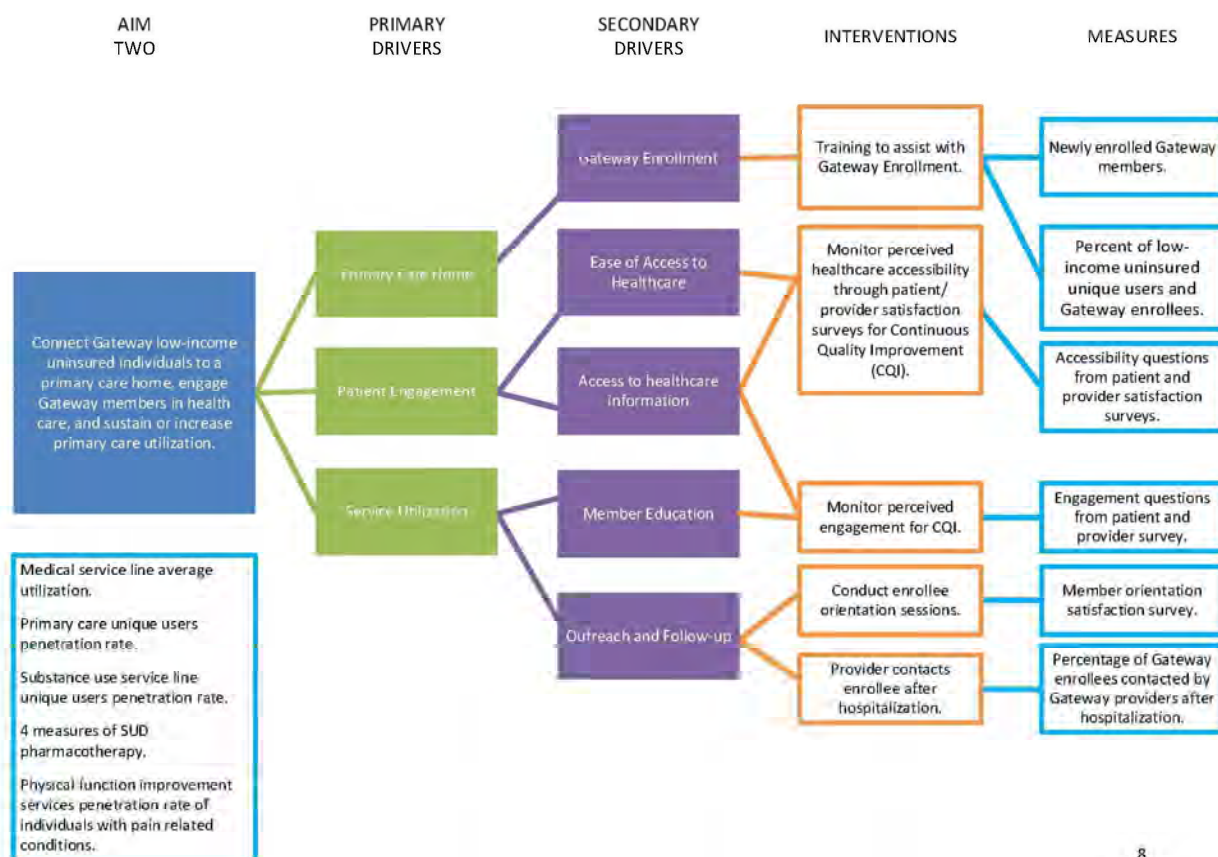 AIM
TWO
PRIMARY
DRIVERS
SECONDARY
DRIVERS
INTERVENTIONS
MEASURES
Connect Gateway low-income
uninsured individuals to a
primary care home, engage
Gateway members in health
care, and sustain or increase
primary care utilization.
Medical service line average
utilization.
Primary care unique users
penetration rate.
Substance use service line
unique users penetration rate.
4 measures of SUD
pharmacotherapy.
Physical function improvement
services penetration rate of
individuals with pain related
conditions.
Primary Care Home
Patient Engagement
Service Utilization
Gateway Enrollment
Ease of Access to
Healthcare
Access to healthcare
information
Member Education
Outreach and Follow-up
Training to assist with
Gateway Enrollment.
Monitor perceived
healthcare accessibility
through patient/
provider satisfaction
surveys for Continuous
Quality Improvement
(CQI).
Monitor perceived
engagement for CQI.
Conduct enrollee
orientation sessions.
Provider contacts
enrollee after
hospitalization.
Newly enrolled Gateway
members.
Percent of low-
income uninsured
unique users and
Gateway enrollees.
Accessibility questions
from patient and
provider satisfaction
surveys.
Engagement questions
from patient and
provider survey.
Member orientation
satisfaction survey.
Percentage of Gateway
enrollees contacted by
Gateway providers after
hospitalization.
8